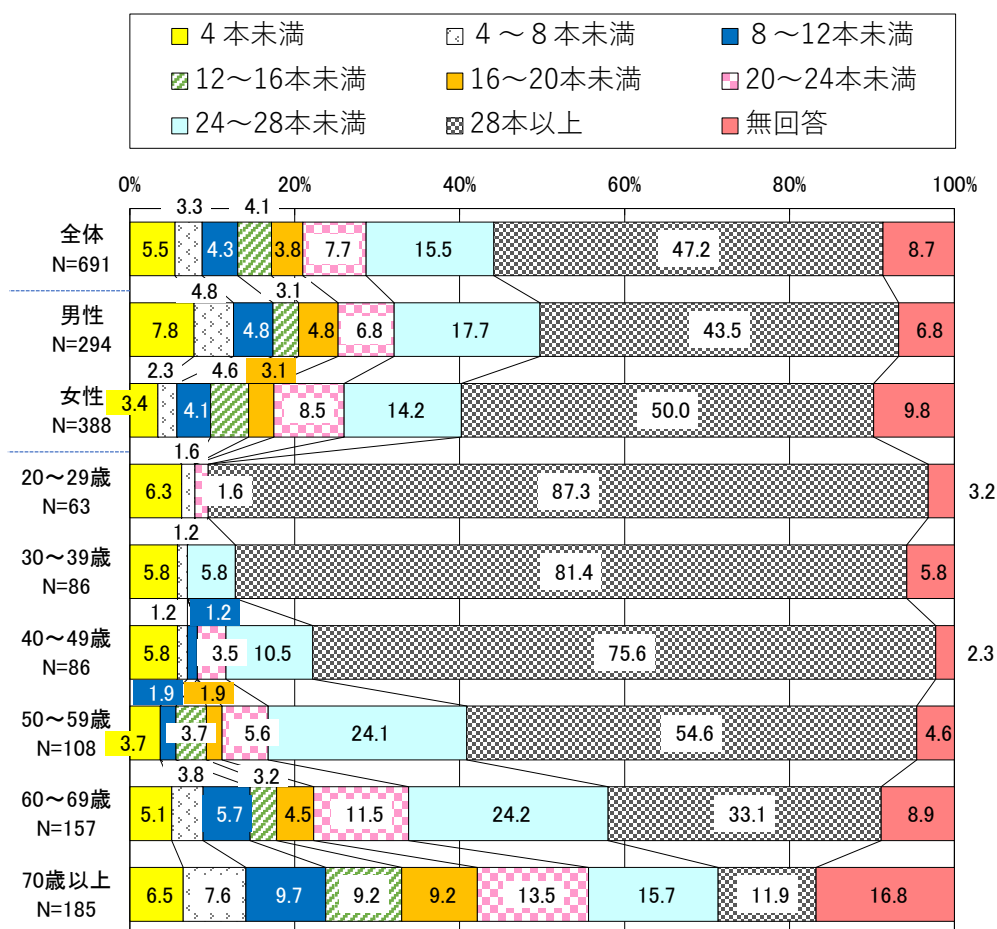 ４本未満
４～８本未満
８～12本未満
12～16本未満
16～20本未満
20～24本未満
24～28本未満
28本以上
無回答
0% 20% 40% 60% 80% 100%
3.3 4.1
全体
N=691
5.5 4.3 3.8 7.7 15.5 47.2 8.7
4.8 3.1
男性
N=294
7.8 4.8 4.8 6.8 17.7 43.5 6.8
2.3 4.6 3.1
女性
N=388
3.4 4.1 8.5 14.2 50.0 9.8
1.6
20～29歳
N=63
6.3 1.6 87.3 3.2
1.2
30～39歳
N=86
5.8 5.8 81.4 5.8
1.2 1.2
40～49歳
N=86
5.8 3.5 10.5 75.6 2.3
1.9 1.9
50～59歳
N=108
3.7 3.7 5.6 24.1 54.6 4.6
3.8 3.2
60～69歳
N=157
5.1 5.7 4.5 11.5 24.2 33.1 8.9
70歳以上
N=185
6.5 7.6 9.7 9.2 9.2 13.5 15.7 11.9 16.8